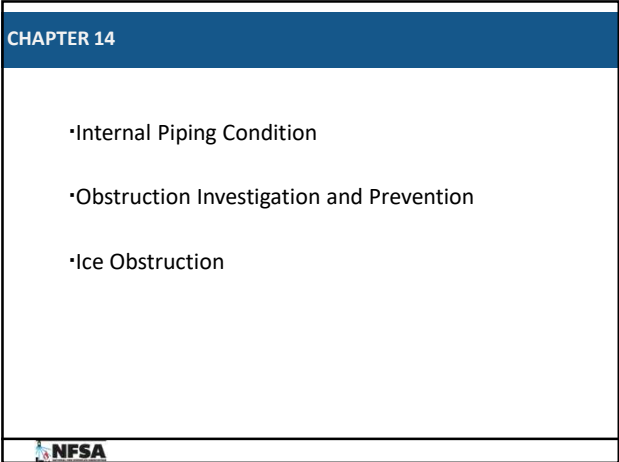 CHAPTER 14
·Internal Piping Condition
·Obstruction Investigation and Prevention
·Ice Obstruction
NFSA